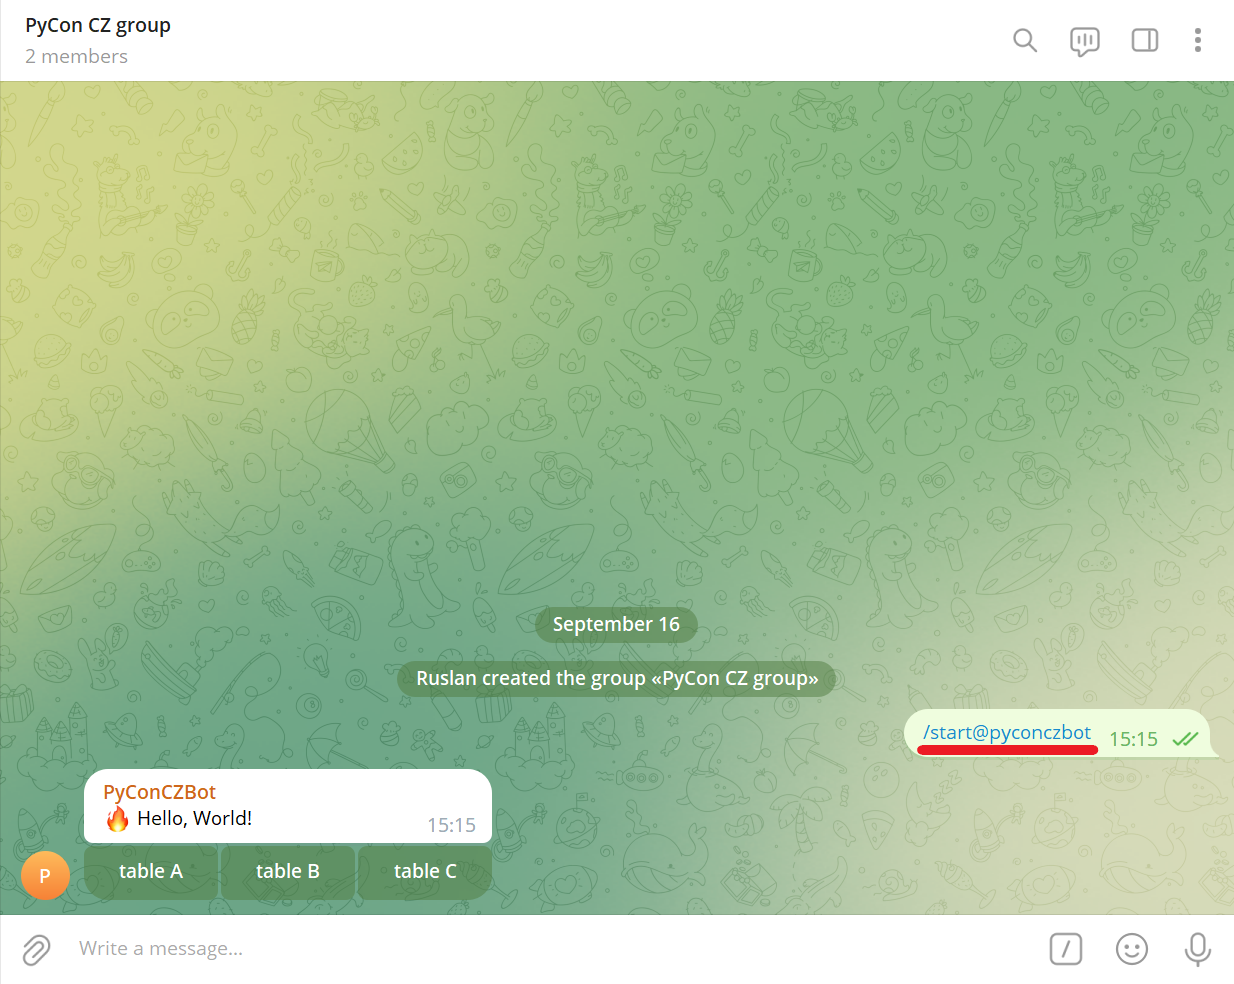 PyCon CZ group
2 members
September 16
Ruslan created the group «PyCon CZ group»
/start@pyconczbot 15:15
PyConCZBot
🔥 Hello, World! 15:15
P
table A table B table C
Write a message...